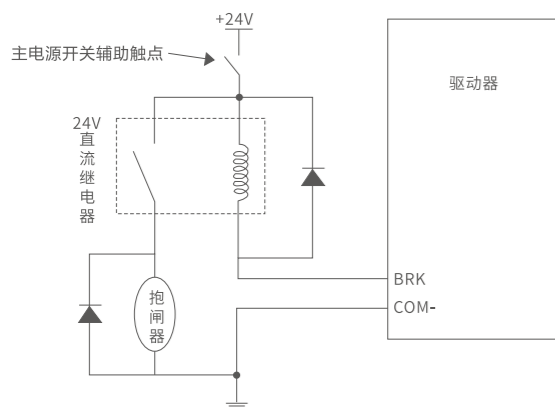 +24V
主电源开关辅助触点
驱动器
24V
直流继电器
BRK
COM-
抱闸器